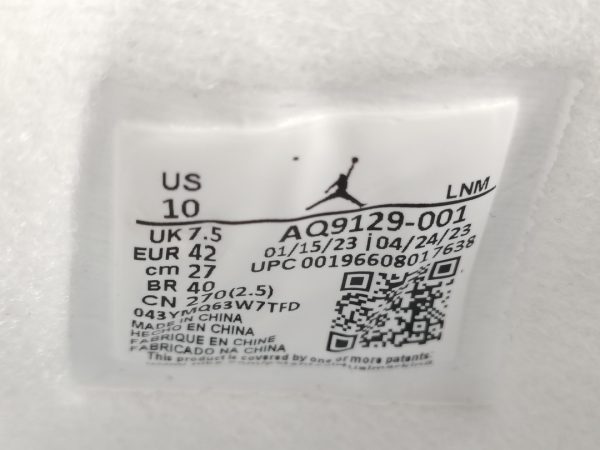 US
10
LNM
UK 7.5
EUR 42
cm 27
BR 40
CN 270(2.5)
AQ9129-001
01/15/23 | 04/24/23
UPC 00196608017638
043YMQ63W7TFD
MADE IN CHINA
HECHO EN CHINA
FABRIQUE EN CHINE
FABRICADO NA CHINA
This product is covered by one or more patents.